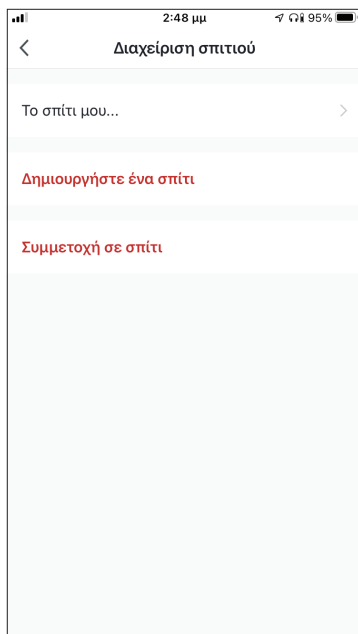 2:48 μμ 95%
Διαχείριση σπιτιού
Το σπίτι μου...
Δημιουργήστε ένα σπίτι
Συμμετοχή σε σπίτι